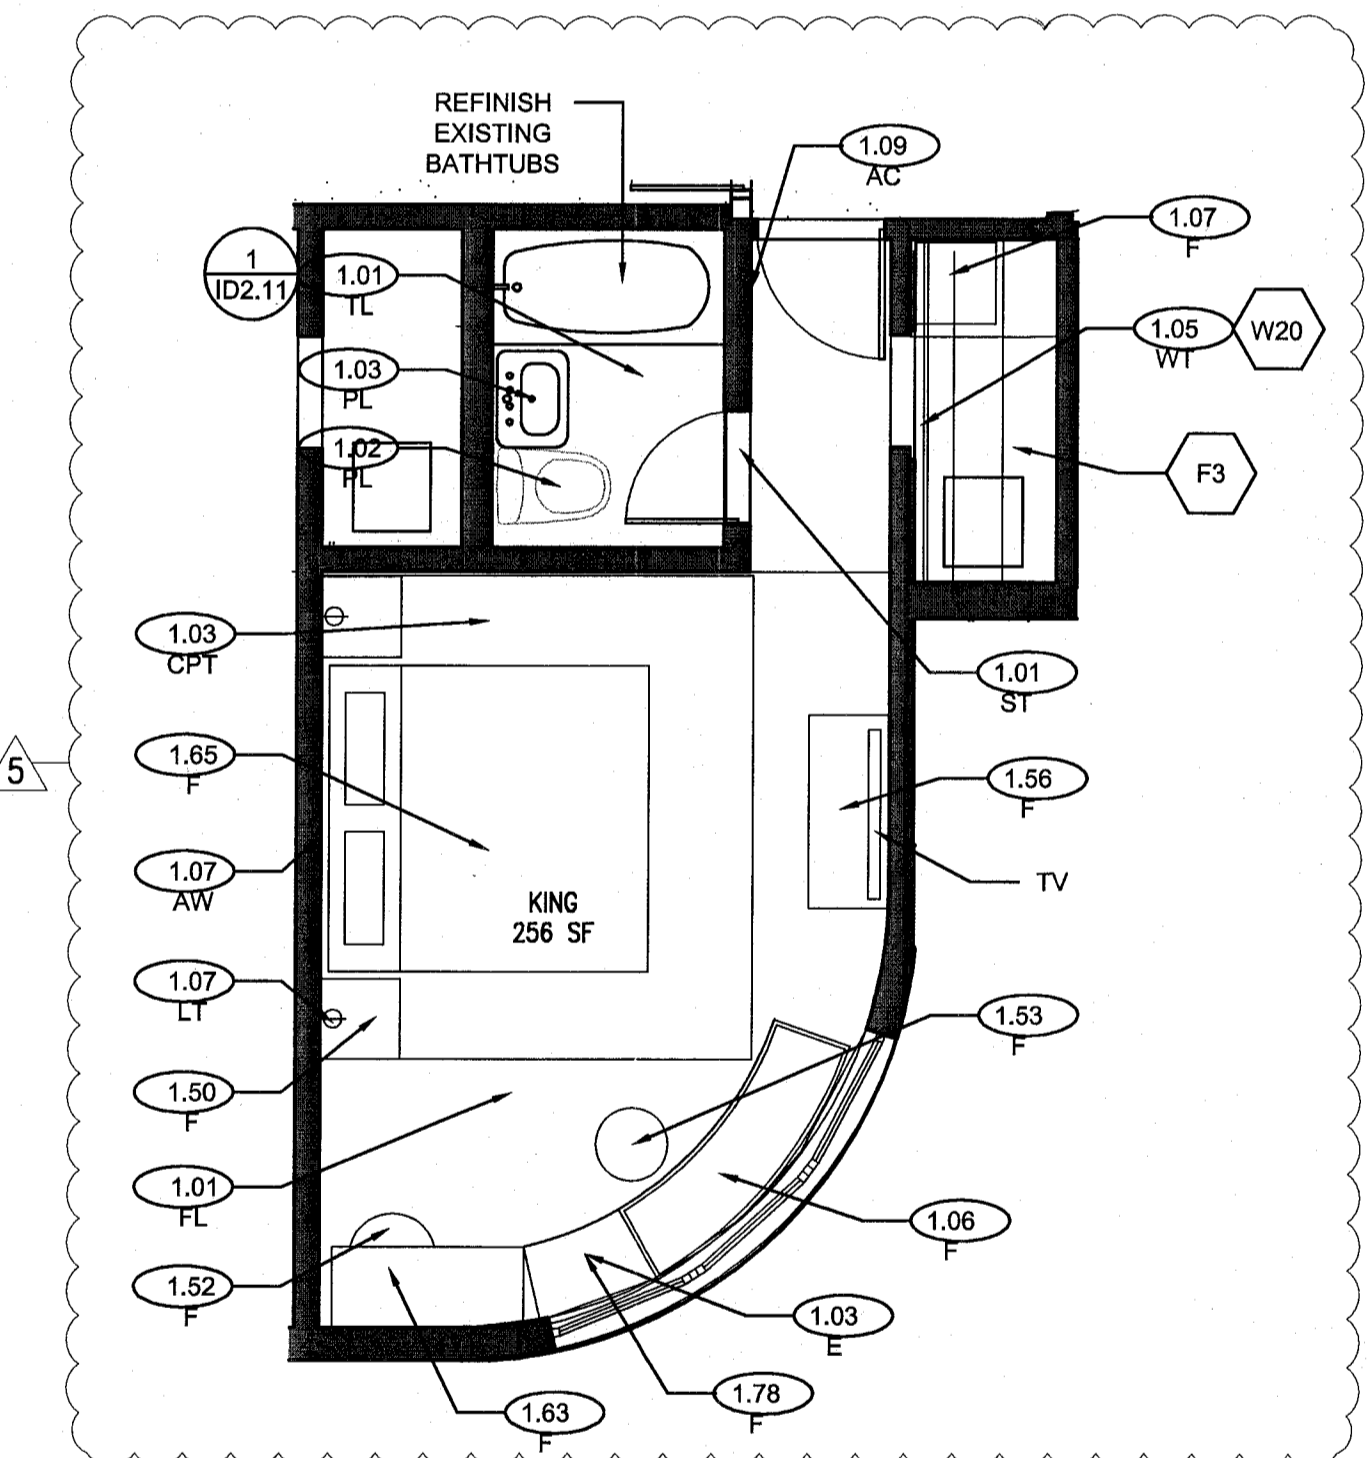 REFINISH
EXISTING
BATHTUBS
1.09
AC
1.07
F
1
ID2.11
1.01
TL
1.05
WT
W20
1.03
PL
1.02
PL
F3
1.03
CPT
1.01
ST
5
1.65
F
1.56
F
1.07
AW
TV
KING
256 SF
1.07
LT
1.53
F
1.50
F
1.01
FL
1.06
F
1.52
F
1.03
E
1.78
F
1.63
F